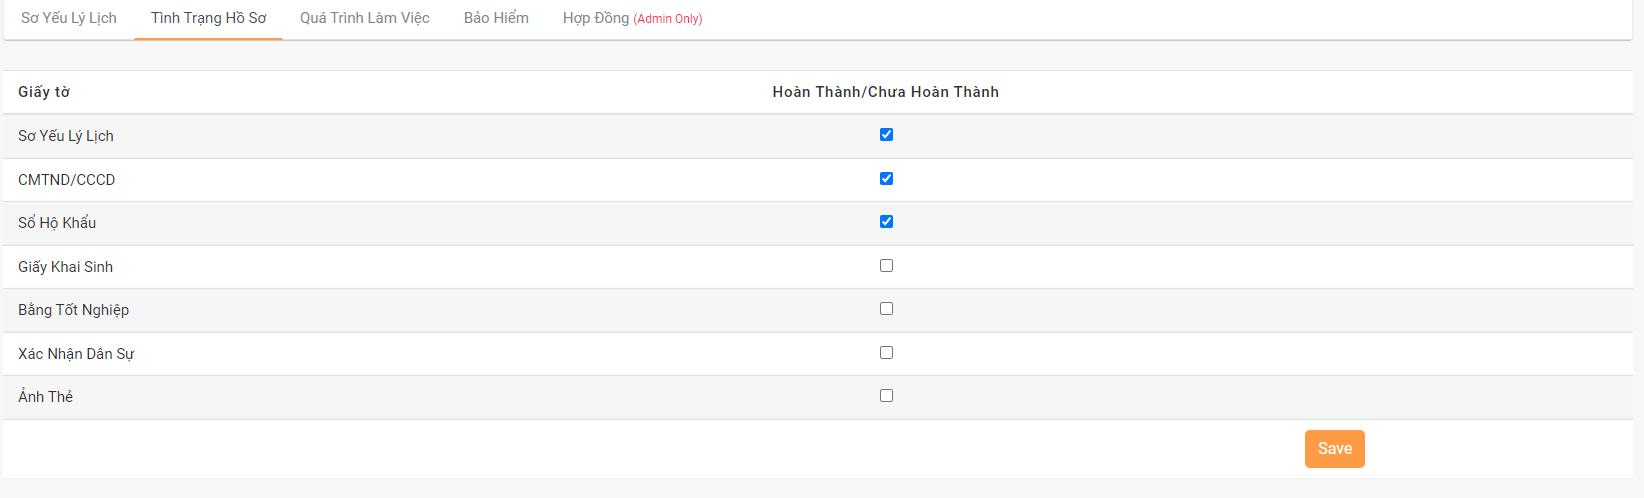 Sơ Yếu Lý Lịch Tình Trạng Hồ Sơ Quá Trình Làm Việc Bảo Hiểm Hợp Đồng (Admin Only)
Giấy tờ Hoàn Thành/Chưa Hoàn Thành
Sơ Yếu Lý Lịch
CMTND/CCCD
Sổ Hộ Khẩu
Giấy Khai Sinh
Bằng Tốt Nghiệp
Xác Nhận Dân Sự
Ảnh Thẻ
Save